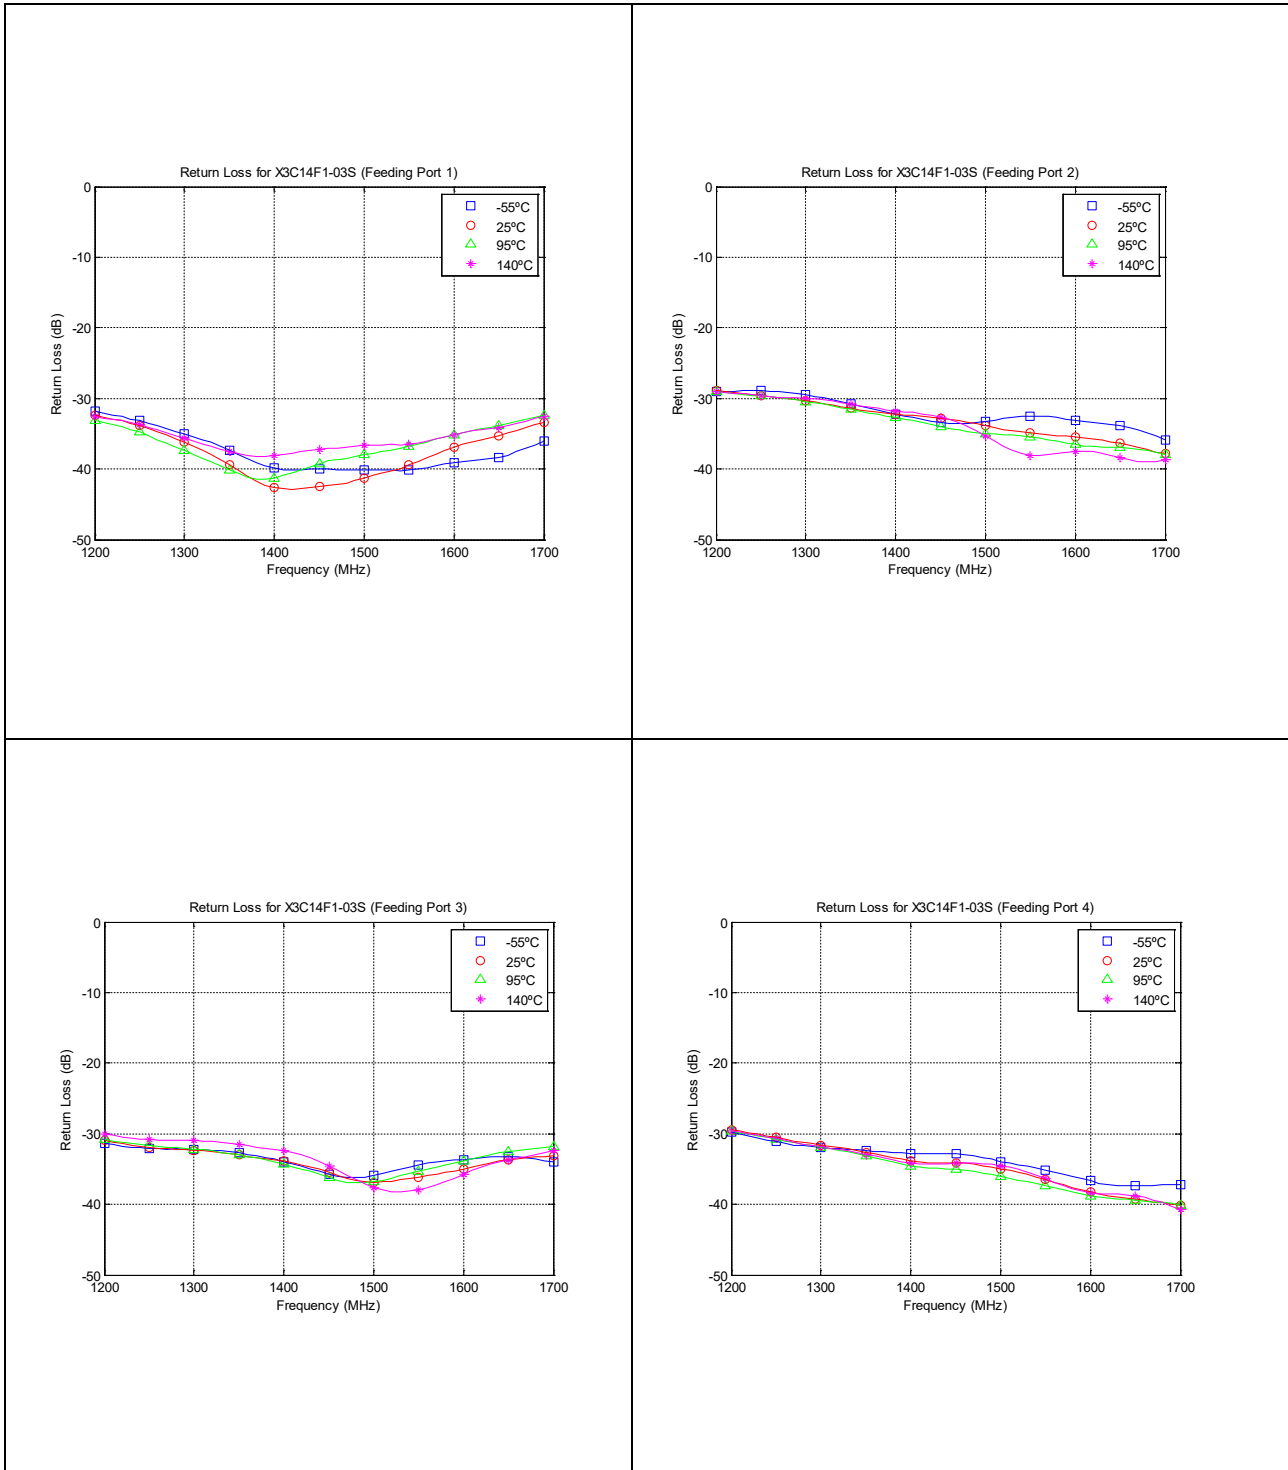 Return Loss for X3C14F1-03S (Feeding Port 1)
0
-10
-20
-30
-40
-50
Return Loss (dB)
1200 1300 1400 1500 1600 1700
Frequency (MHz)
-55ºC
25ºC
95ºC
140ºC
Return Loss for X3C14F1-03S (Feeding Port 2)
0
-10
-20
-30
-40
-50
Return Loss (dB)
1200 1300 1400 1500 1600 1700
Frequency (MHz)
-55ºC
25ºC
95ºC
140ºC
Return Loss for X3C14F1-03S (Feeding Port 3)
0
-10
-20
-30
-40
-50
Return Loss (dB)
1200 1300 1400 1500 1600 1700
Frequency (MHz)
-55ºC
25ºC
95ºC
140ºC
Return Loss for X3C14F1-03S (Feeding Port 4)
0
-10
-20
-30
-40
-50
Return Loss (dB)
1200 1300 1400 1500 1600 1700
Frequency (MHz)
-55ºC
25ºC
95ºC
140ºC